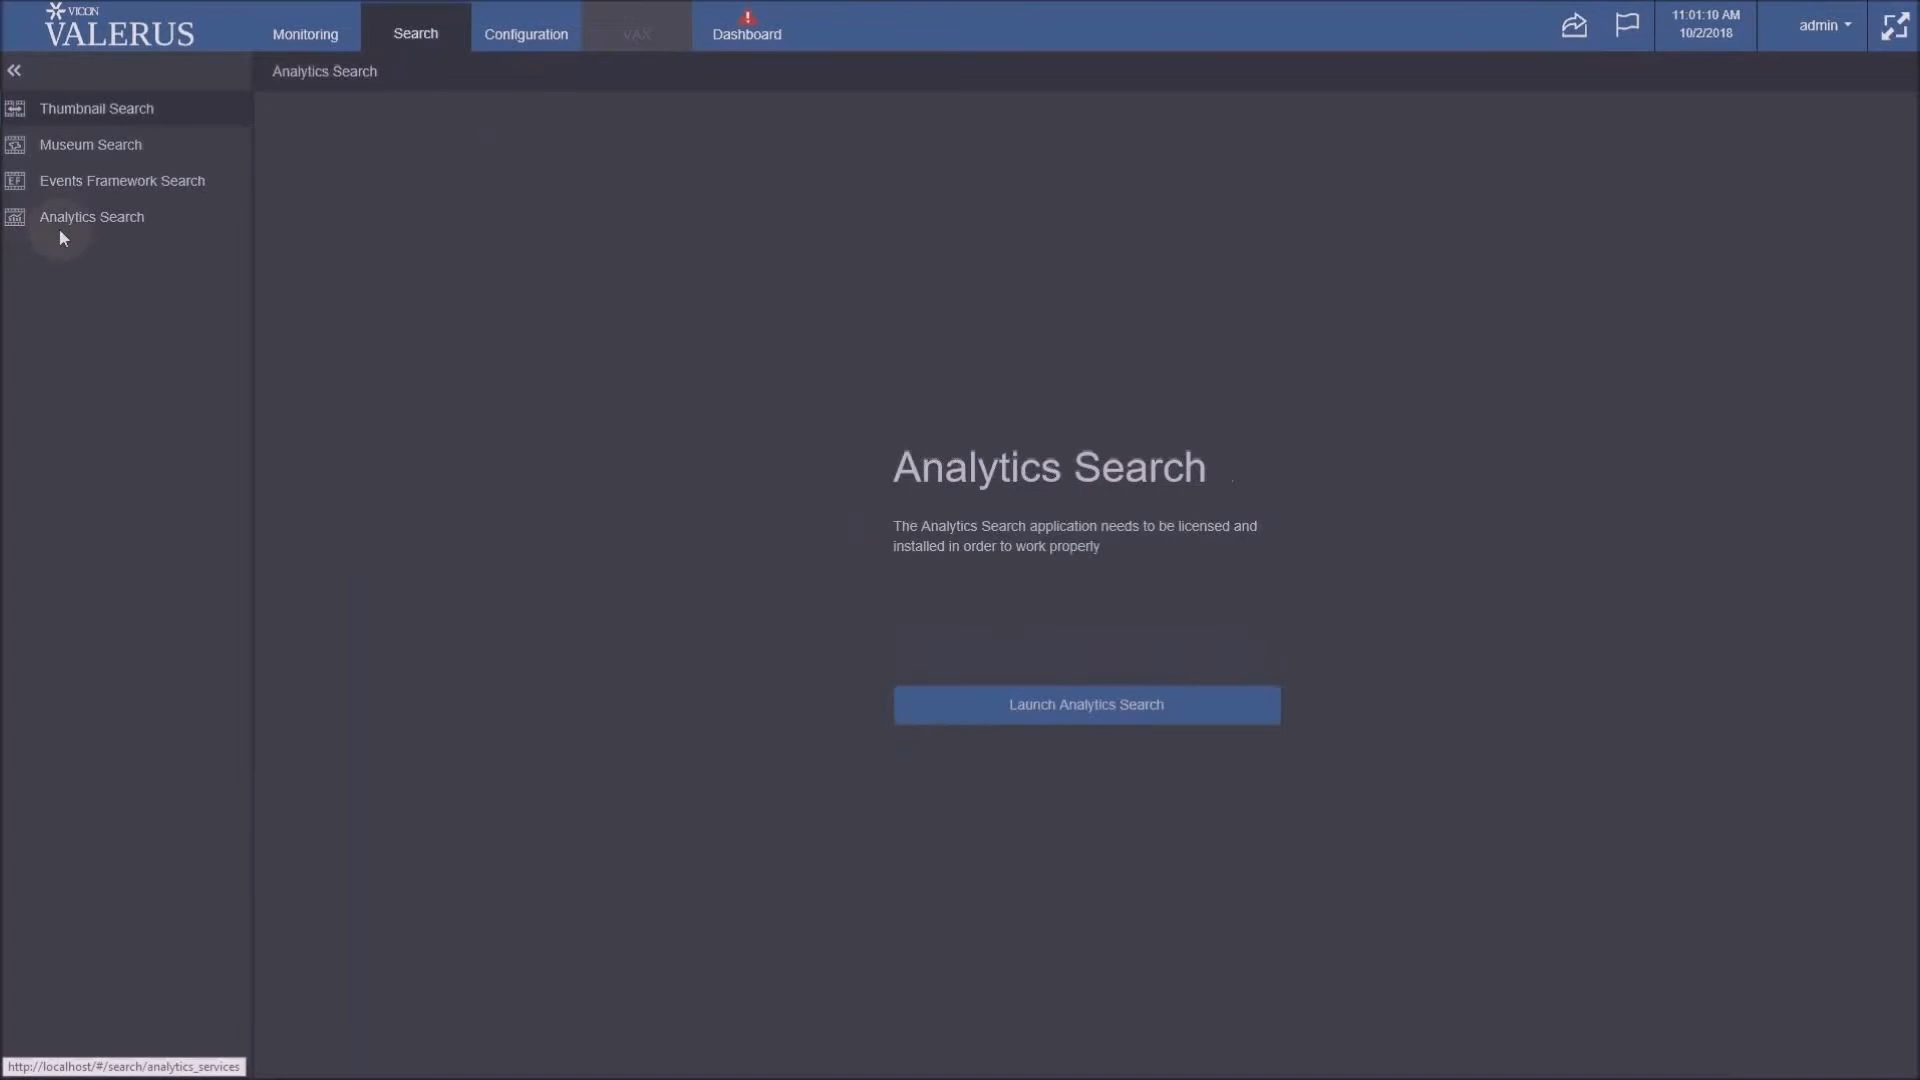 VICON
VALERUS
Monitoring
Search
Configuration
VAX
Dashboard
11:01:10 AM
10/2/2018
admin
Analytics Search
Thumbnail Search
Museum Search
EF
Events Framework Search
Analytics Search
Analytics Search
The Analytics Search application needs to be licensed and
installed in order to work properly
Launch Analytics Search
http://localhost/#/search/analytics_services